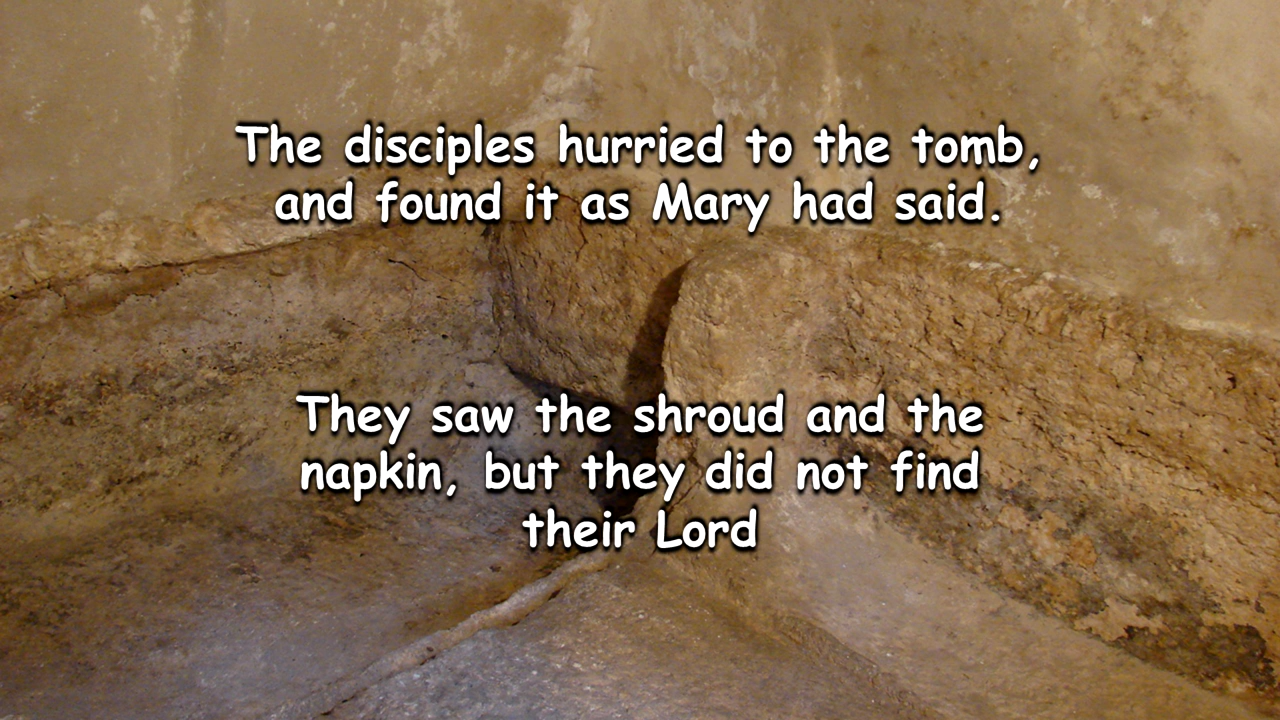 The disciples hurried to the tomb,
and found it as Mary had said.
They saw the shroud and the
napkin, but they did not find
their Lord